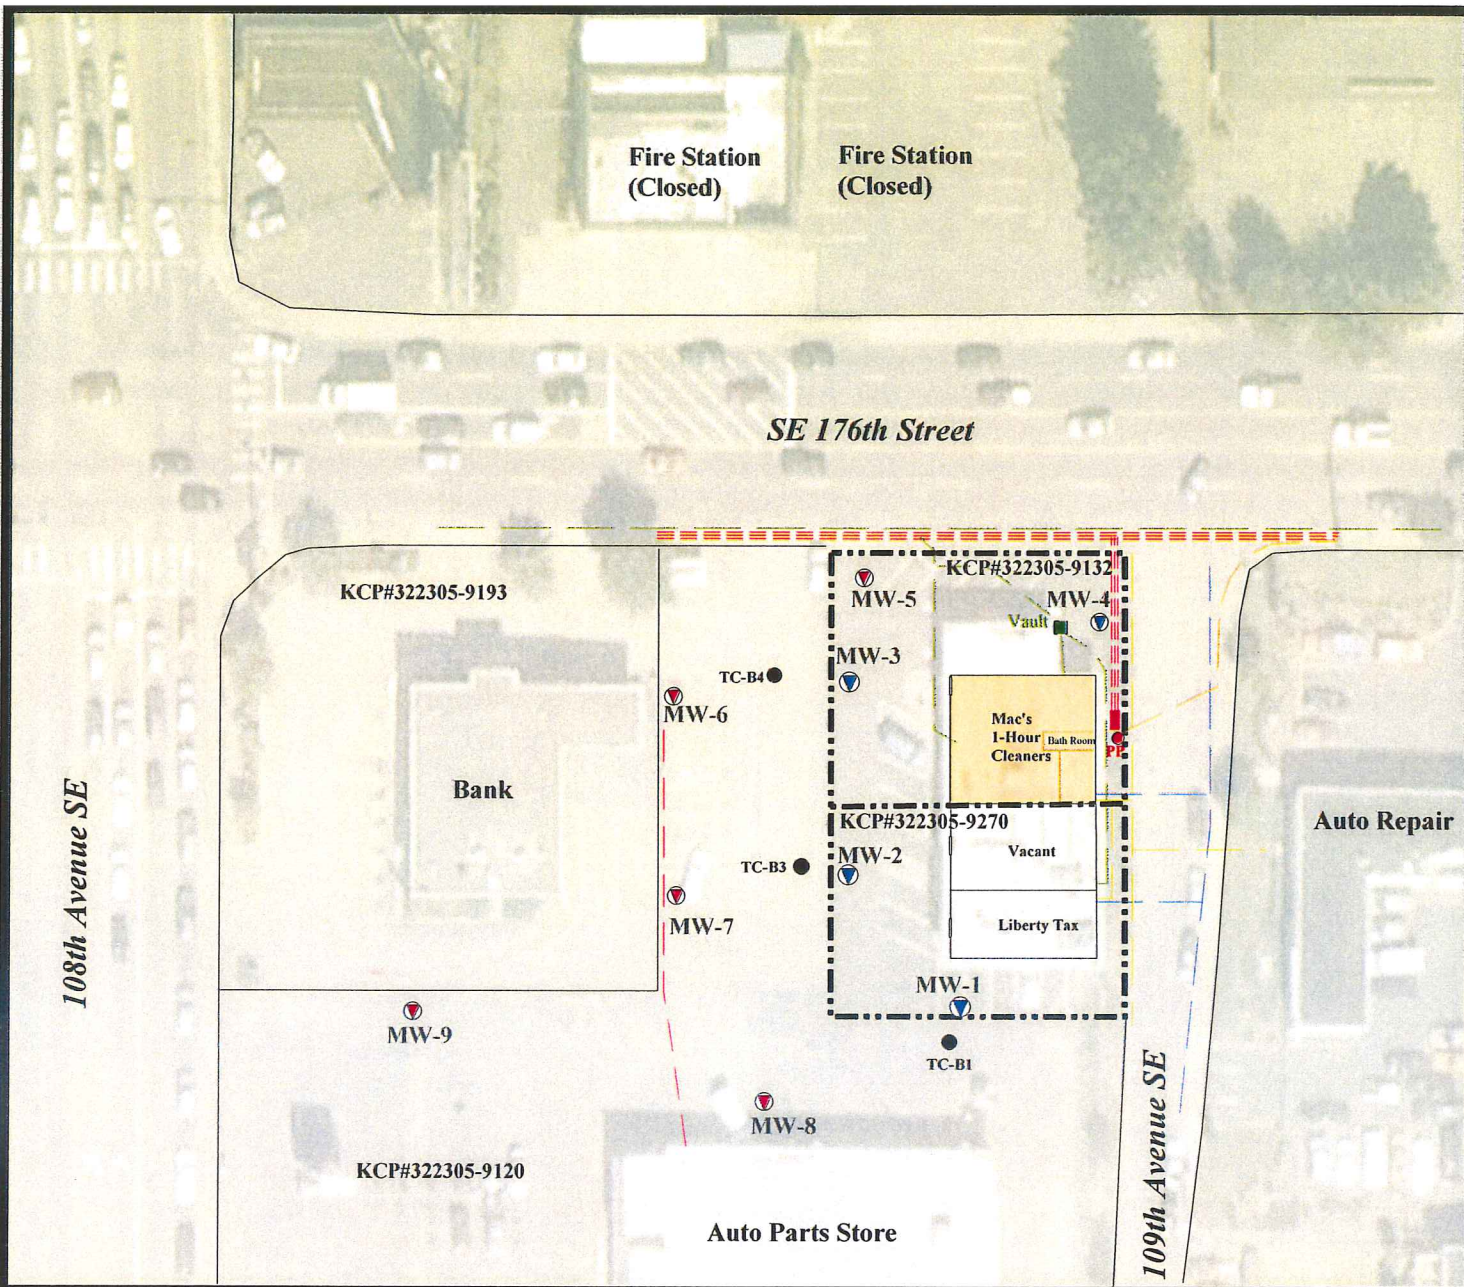 Fire Station
(Closed)
Fire Station
(Closed)
SE 176th Street
KCP#322305-9193
KCP#322305-9132
MW-5
MW-4
Vault
MW-3
TC-B4
MW-6
Mac's
1-Hour
Cleaners
Bath Room
PP
Bank
108th Avenue SE
KCP#322305-9270
Auto Repair
MW-2
Vacant
TC-B3
MW-7
Liberty Tax
MW-1
MW-9
TC-B1
109th Avenue SE
MW-8
KCP#322305-9120
Auto Parts Store